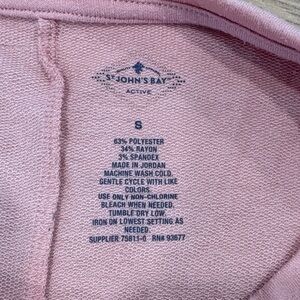 ST JOHN'S BAY
ACTIVE
S
63% POLYESTER
34% RAYON
3% SPANDEX
MADE IN JORDAN
MACHINE WASH COLD.
GENTLE CYCLE WITH LIKE
COLORS.
USE ONLY NON-CHLORINE
BLEACH WHEN NEEDED.
TUMBLE DRY LOW.
IRON ON LOWEST SETTING AS
NEEDED.
SUPPLIER 75811-0 RN# 93677